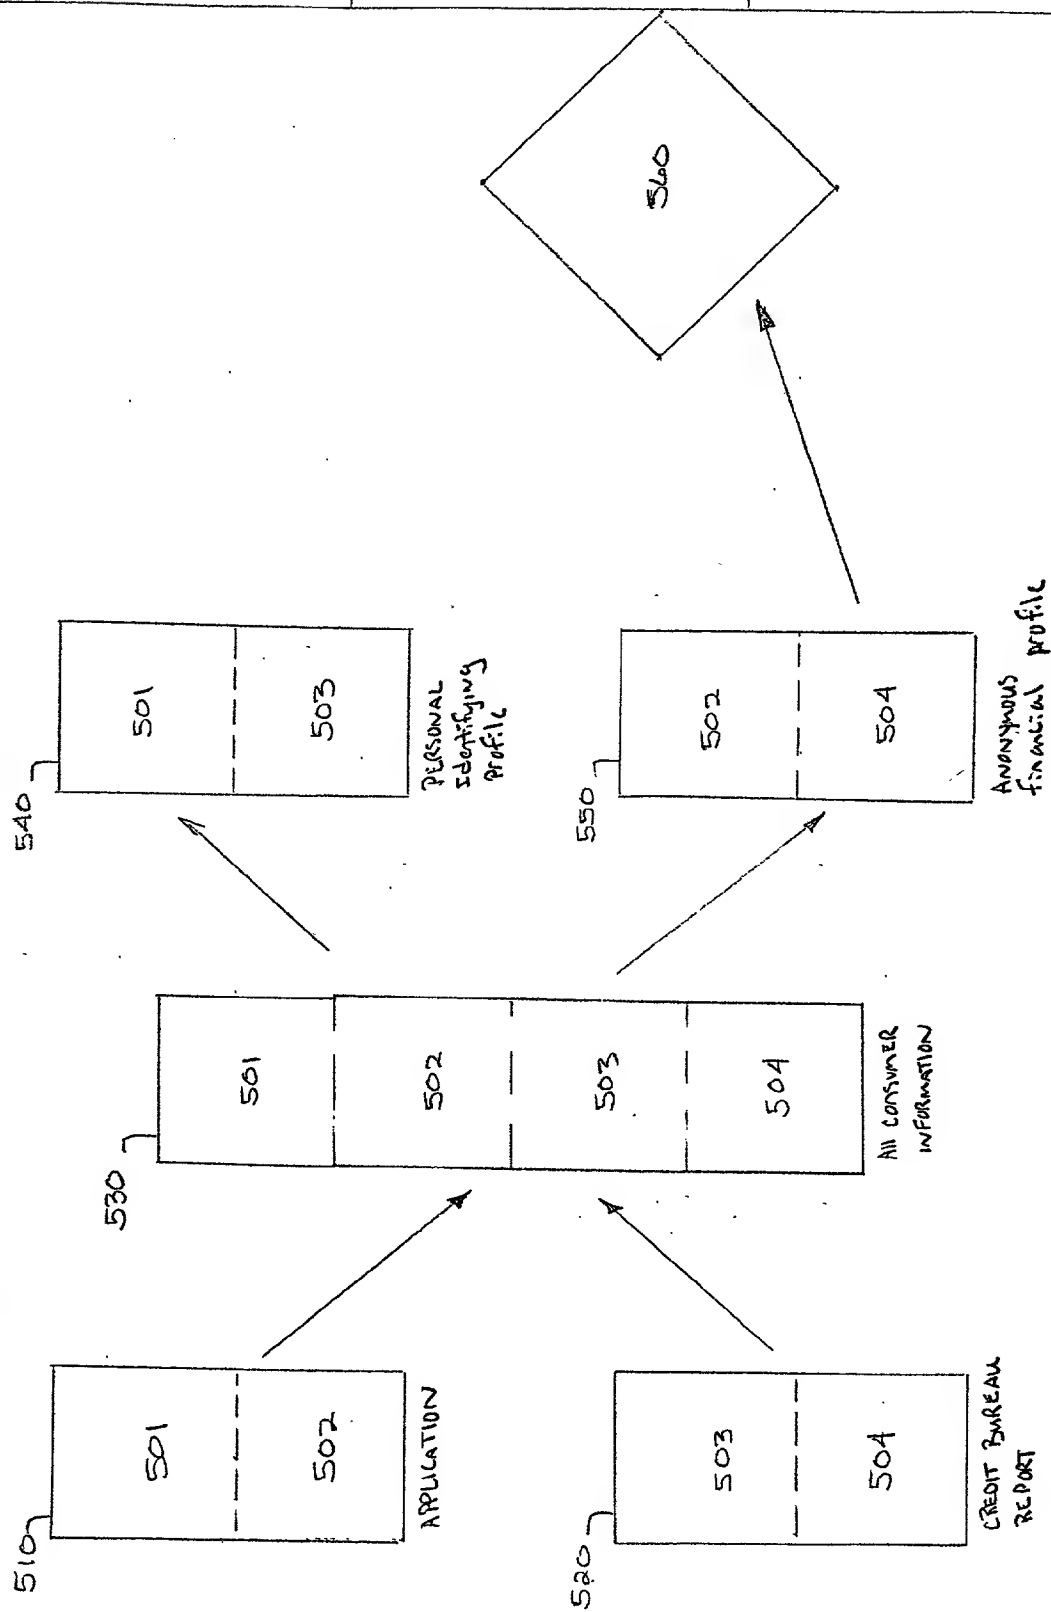 510
501
502
APPLICATION
520
503
504
CREDIT BUREAU
REPORT
530
501
502
503
504
All CONSUMER
INFORMATION
540
501
503
PERSONAL
Identifying
Profile
550
502
504
ANONYMOUS
financial profile
560